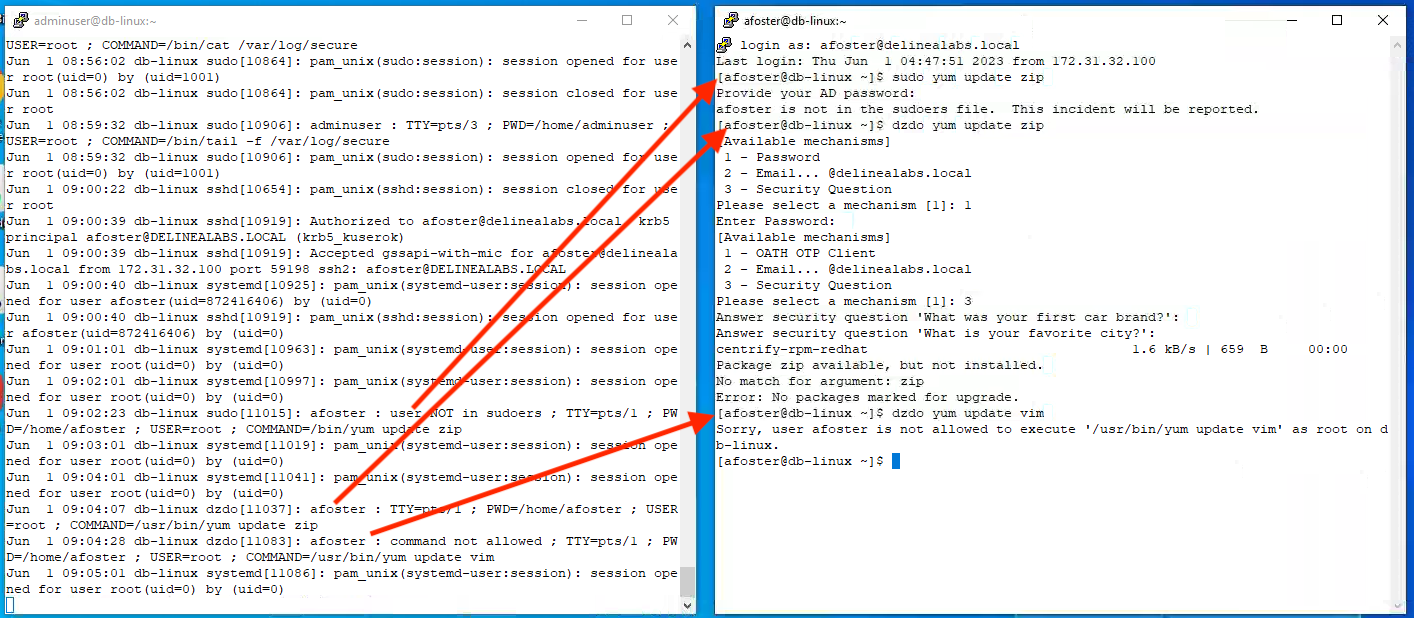 adminuser@db-linux:~
USER=root ; COMMAND=/bin/cat /var/log/secure
Jun  1 08:56:02 db-linux sudo[10864]: pam_unix(sudo:session): session opened for use
r root(uid=0) by (uid=1001)
Jun  1 08:56:02 db-linux sudo[10864]: pam_unix(sudo:session): session closed for use
r root
Jun  1 08:59:32 db-linux sudo[10906]: adminuser : TTY=pts/3 ; PWD=/home/adminuser ;
USER=root ; COMMAND=/bin/tail -f /var/log/secure
Jun  1 08:59:32 db-linux sudo[10906]: pam_unix(sudo:session): session opened for use
r root(uid=0) by (uid=1001)
Jun  1 09:00:22 db-linux sshd[10654]: pam_unix(sshd:session): session closed for use
r root
Jun  1 09:00:39 db-linux sshd[10919]: Authorized to afoster@delinealabs.local, krb5
principal afoster@DELINEALABS.LOCAL (krb5_kuserok)
Jun  1 09:00:39 db-linux sshd[10919]: Accepted gssapi-with-mic for afoster@delineala
bs.local from 172.31.32.100 port 59198 ssh2: afoster@DELINEALABS.LOCAL
Jun  1 09:00:40 db-linux systemd[10925]: pam_unix(systemd-user:session): session ope
ned for user afoster(uid=872416406) by (uid=0)
Jun  1 09:00:40 db-linux sshd[10919]: pam_unix(sshd:session): session opened for use
r afoster(uid=872416406) by (uid=0)
Jun  1 09:01:01 db-linux systemd[10963]: pam_unix(systemd-user:session): session ope
ned for user root(uid=0) by (uid=0)
Jun  1 09:02:01 db-linux systemd[10997]: pam_unix(systemd-user:session): session ope
ned for user root(uid=0) by (uid=0)
Jun  1 09:02:23 db-linux sudo[11015]: afoster : user NOT in sudoers ; TTY=pts/1 ; PW
D=/home/afoster ; USER=root ; COMMAND=/bin/yum update zip
Jun  1 09:03:01 db-linux systemd[11019]: pam_unix(systemd-user:session): session ope
ned for user root(uid=0) by (uid=0)
Jun  1 09:04:01 db-linux systemd[11041]: pam_unix(systemd-user:session): session ope
ned for user root(uid=0) by (uid=0)
Jun  1 09:04:07 db-linux dzdo[11037]: afoster : TTY=pts/1 ; PWD=/home/afoster ; USER
=root ; COMMAND=/usr/bin/yum update zip
Jun  1 09:04:28 db-linux dzdo[11083]: afoster : command not allowed ; TTY=pts/1 ; PW
D=/home/afoster ; USER=root ; COMMAND=/usr/bin/yum update vim
Jun  1 09:05:01 db-linux systemd[11086]: pam_unix(systemd-user:session): session ope
ned for user root(uid=0) by (uid=0)
afoster@db-linux:~
login as: afoster@delinealabs.local
Last login: Thu Jun  1 04:47:51 2023 from 172.31.32.100
[afoster@db-linux ~]$ sudo yum update zip
Provide your AD password:
afoster is not in the sudoers file.  This incident will be reported.
[afoster@db-linux ~]$ dzdo yum update zip
[Available mechanisms]
1 - Password
2 - Email... @delinealabs.local
3 - Security Question
Please select a mechanism [1]: 1
Enter Password:
[Available mechanisms]
1 - OATH OTP Client
2 - Email... @delinealabs.local
3 - Security Question
Please select a mechanism [1]: 3
Answer security question 'What was your first car brand?':
Answer security question 'What is your favorite city?':
centrify-rpm-redhat 1.6 kB/s | 659  B     00:00
Package zip available, but not installed.
No match for argument: zip
Error: No packages marked for upgrade.
[afoster@db-linux ~]$ dzdo yum update vim
Sorry, user afoster is not allowed to execute '/usr/bin/yum update vim' as root on d
b-linux.
[afoster@db-linux ~]$